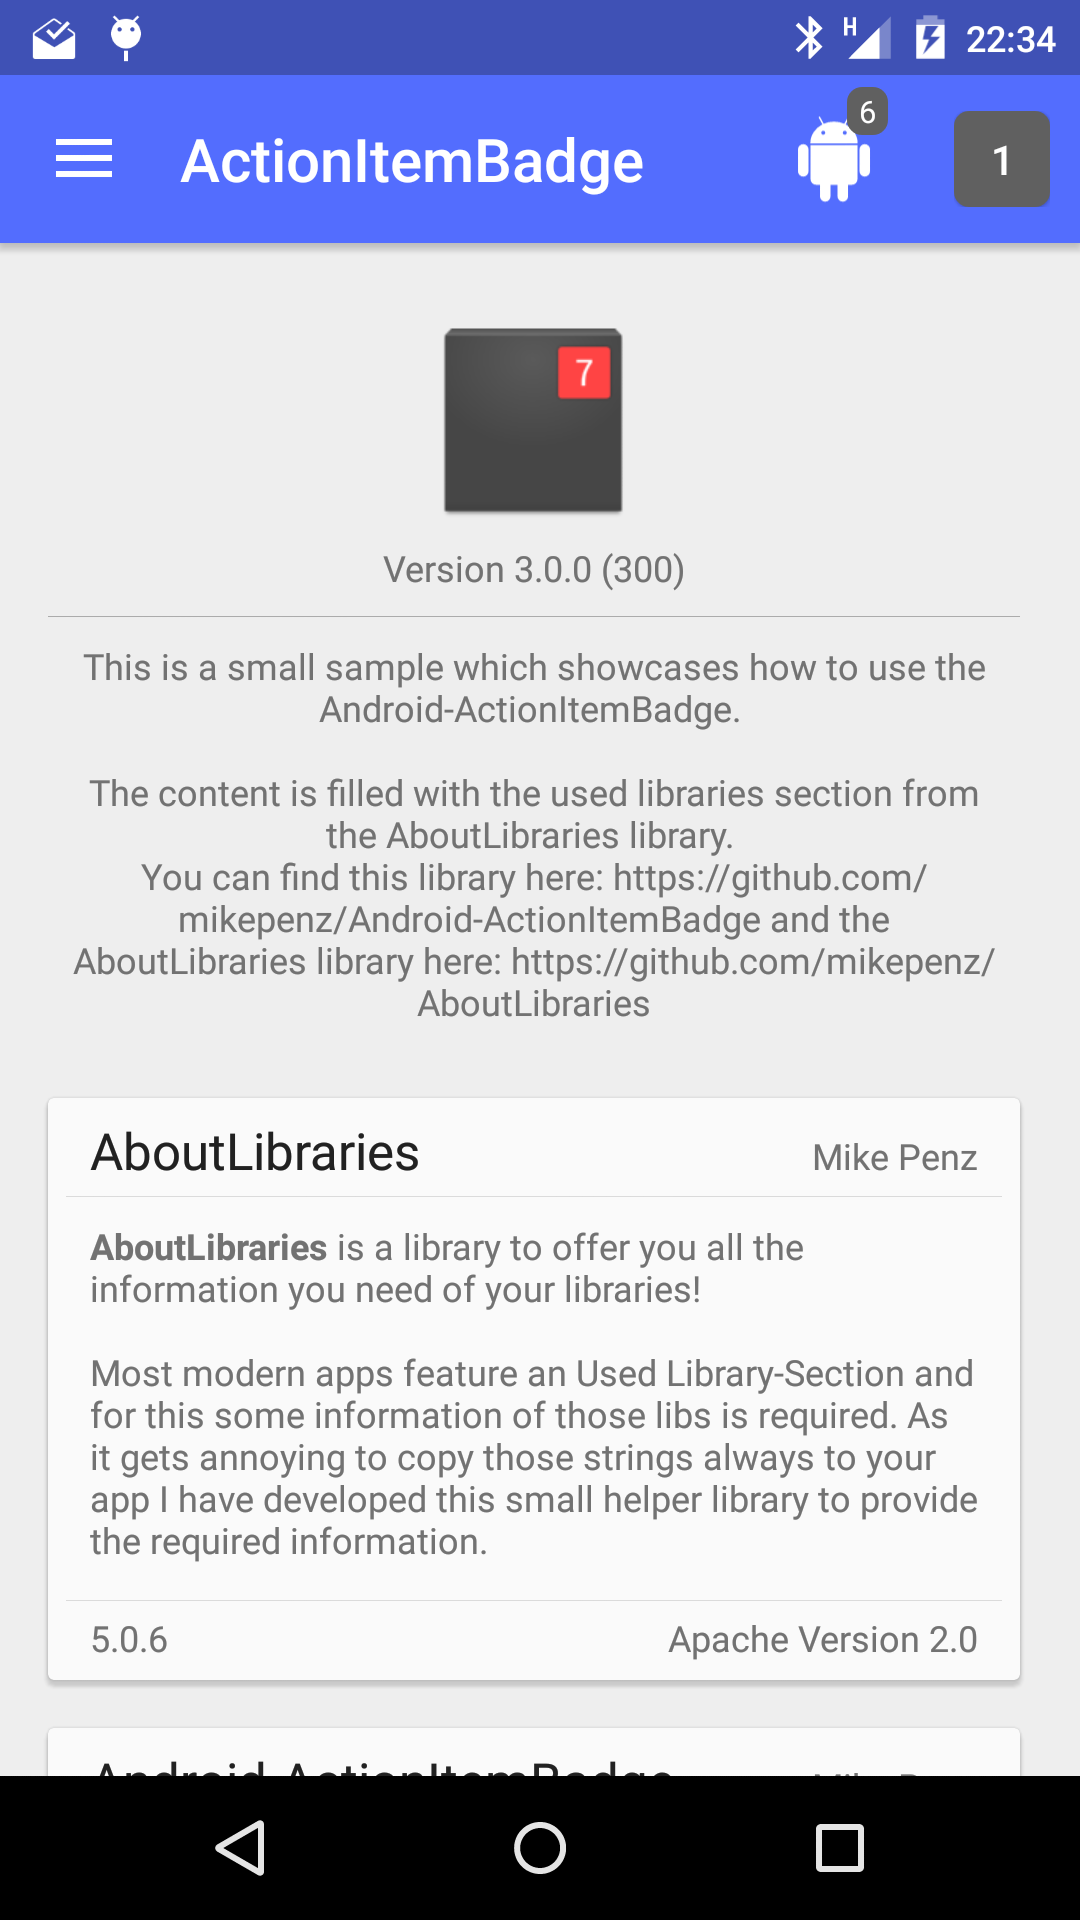 H 22:34
ActionItemBadge 6 1
7
Version 3.0.0 (300)
This is a small sample which showcases how to use the
Android-ActionItemBadge.
The content is filled with the used libraries section from
the AboutLibraries library.
You can find this library here: https://github.com/
mikepenz/Android-ActionItemBadge and the
AboutLibraries library here: https://github.com/mikepenz/
AboutLibraries
AboutLibraries Mike Penz
AboutLibraries is a library to offer you all the
information you need of your libraries!
Most modern apps feature an Used Library-Section and
for this some information of those libs is required. As
it gets annoying to copy those strings always to your
app I have developed this small helper library to provide
the required information.
5.0.6 Apache Version 2.0
Android-ActionItemBadge